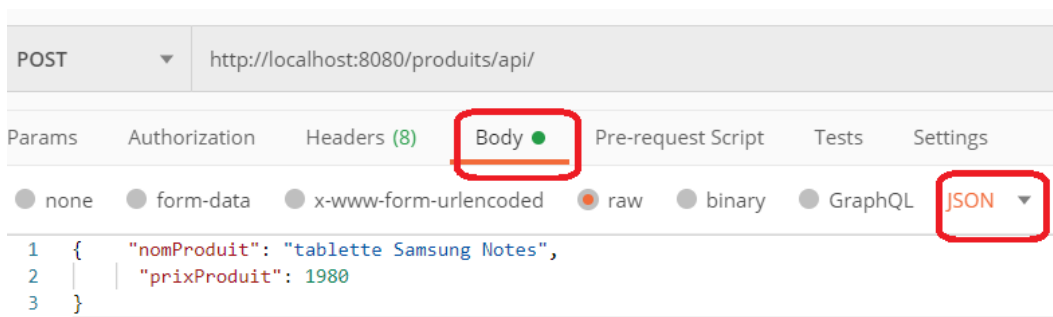 POST http://localhost:8080/produits/api/
Params Authorization Headers (8) Body Pre-request Script Tests Settings
none form-data x-www-form-urlencoded raw binary GraphQL JSON
1 { "nomProduit": "tablette Samsung Notes",
2 "prixProduit": 1980
3 }